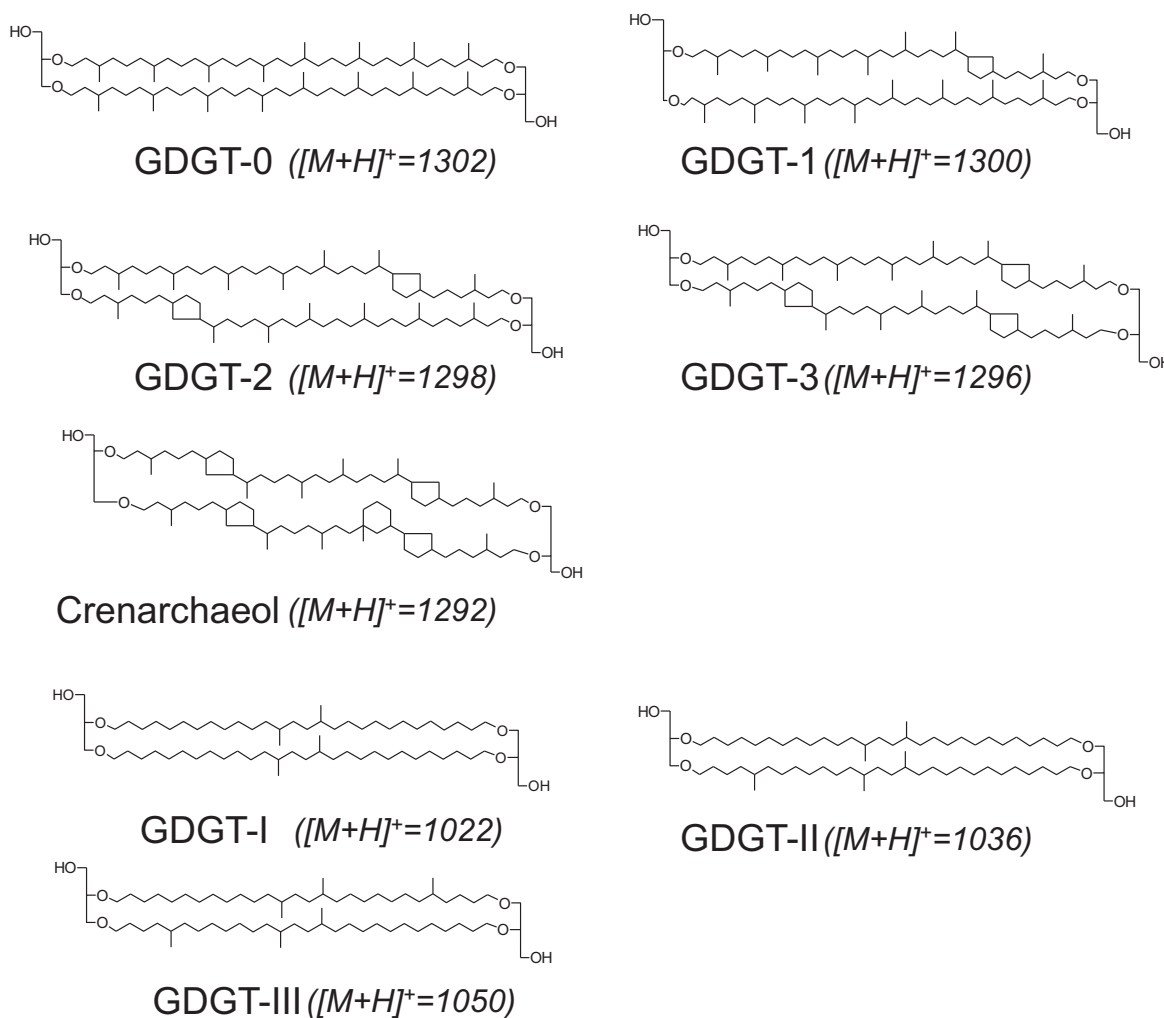 HO
O
O
O
O
OH
GDGT-0 ([M+H]+=1302)
HO
O
O
O
O
OH
GDGT-1 ([M+H]+=1300)
HO
O
O
O
O
OH
GDGT-2 ([M+H]+=1298)
HO
O
O
O
O
OH
GDGT-3 ([M+H]+=1296)
HO
O
O
O
O
OH
Crenarchaeol ([M+H]+=1292)
HO
O
O
O
O
OH
GDGT-I ([M+H]+=1022)
HO
O
O
O
O
OH
GDGT-II ([M+H]+=1036)
HO
O
O
O
O
OH
GDGT-III ([M+H]+=1050)